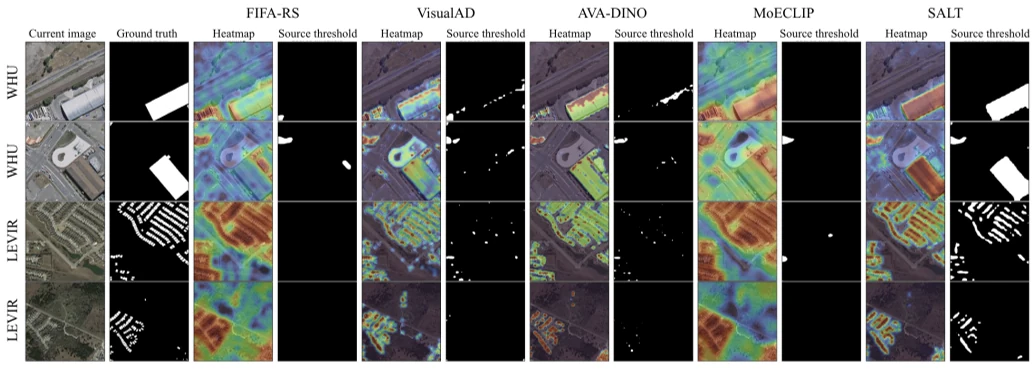 FIFA-RS VisualAD AVA-DINO MoECLIP SALT
Current image Ground truth Heatmap Source threshold Heatmap Source threshold Heatmap Source threshold Heatmap Source threshold Heatmap Source threshold
WHU
WHU
LEVIR
LEVIR